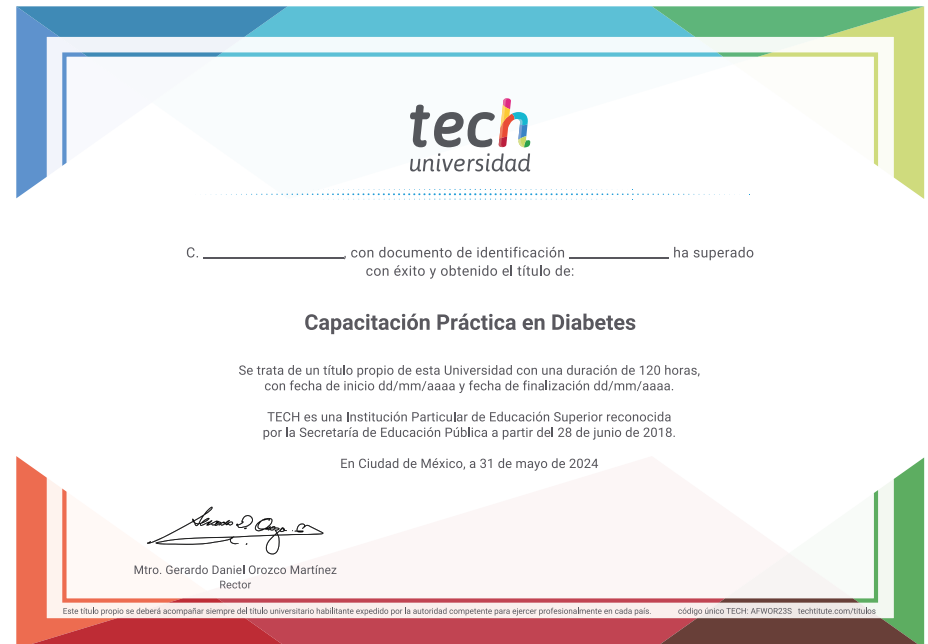 tech
universidad
C. ____________, con documento de identificación ____________ ha superado
con éxito y obtenido el título de:
Capacitación Práctica en Diabetes
Se trata de un título propio de esta Universidad con una duración de 120 horas,
con fecha de inicio dd/mm/aaaa y fecha de finalización dd/mm/aaaa.
TECH es una Institución Particular de Educación Superior reconocida
por la Secretaría de Educación Pública a partir del 28 de junio de 2018.
En Ciudad de México, a 31 de mayo de 2024
Mtro. Gerardo Daniel Orozco Martínez
Rector
Este título propio se deberá acompañar siempre del título universitario habilitante expedido por la autoridad competente para ejercer profesionalmente en cada país. código único TECH: AFWOR23S techtitute.com/titulos